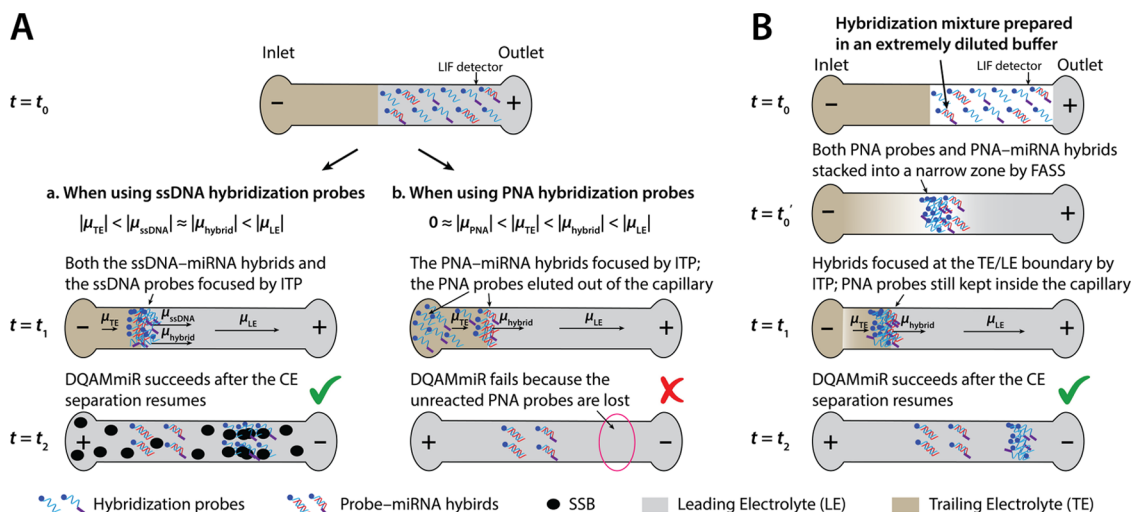 A
Inlet
Outlet
LIF detector
t = t0
−
+
a. When using ssDNA hybridization probes
|μTE| < |μssDNA| ≈ |μhybrid| < |μLE|
Both the ssDNA–miRNA hybrids and
the ssDNA probes focused by ITP
t = t1
−
μTE
μssDNA
μhybrid
μLE
+
DQAMmiR succeeds after the CE
separation resumes
t = t2
+
−
b. When using PNA hybridization probes
0 ≈ |μPNA| < |μTE| < |μhybrid| < |μLE|
The PNA–miRNA hybrids focused by ITP;
the PNA probes eluted out of the capillary
μTE
μhybrid
μLE
+
DQAMmiR fails because the
unreacted PNA probes are lost
+
−
B
Hybridization mixture prepared
in an extremely diluted buffer
Inlet
LIF detector
Outlet
t = t0
−
+
Both PNA probes and PNA–miRNA hybrids
stacked into a narrow zone by FASS
t = t0′
−
+
Hybrids focused at the TE/LE boundary by
ITP; PNA probes still kept inside the capillary
t = t1
−
μTE
μhybrid
μLE
+
DQAMmiR succeeds after the CE
separation resumes
t = t2
+
−
Hybridization probes
Probe–miRNA hybirds
SSB
Leading Electrolyte (LE)
Trailing Electrolyte (TE)